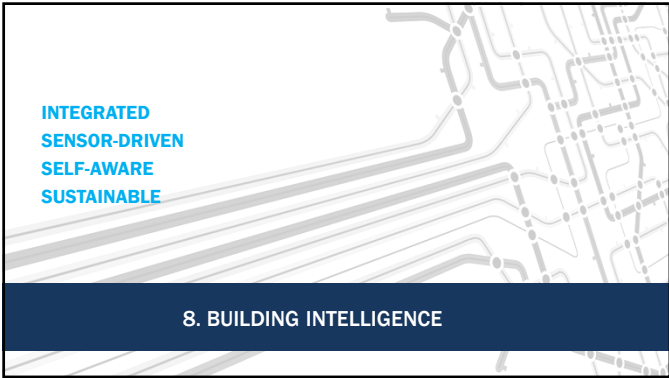 INTEGRATED
SENSOR-DRIVEN
SELF-AWARE
SUSTAINABLE
8. BUILDING INTELLIGENCE